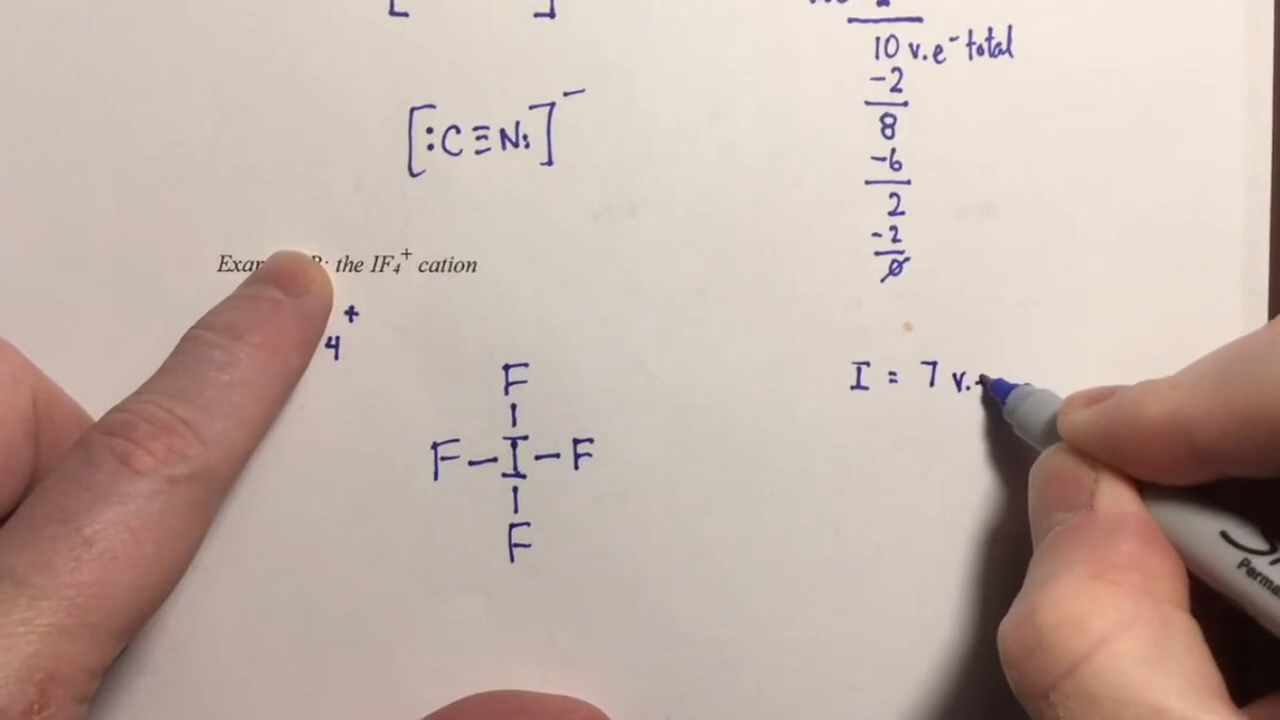 10 v.e⁻ total
-2
8
[:C≡N:]⁻
-6
2
-2
0
the IF₄⁺ cation
4⁺
I = 7 v.
F
F-I-F
F